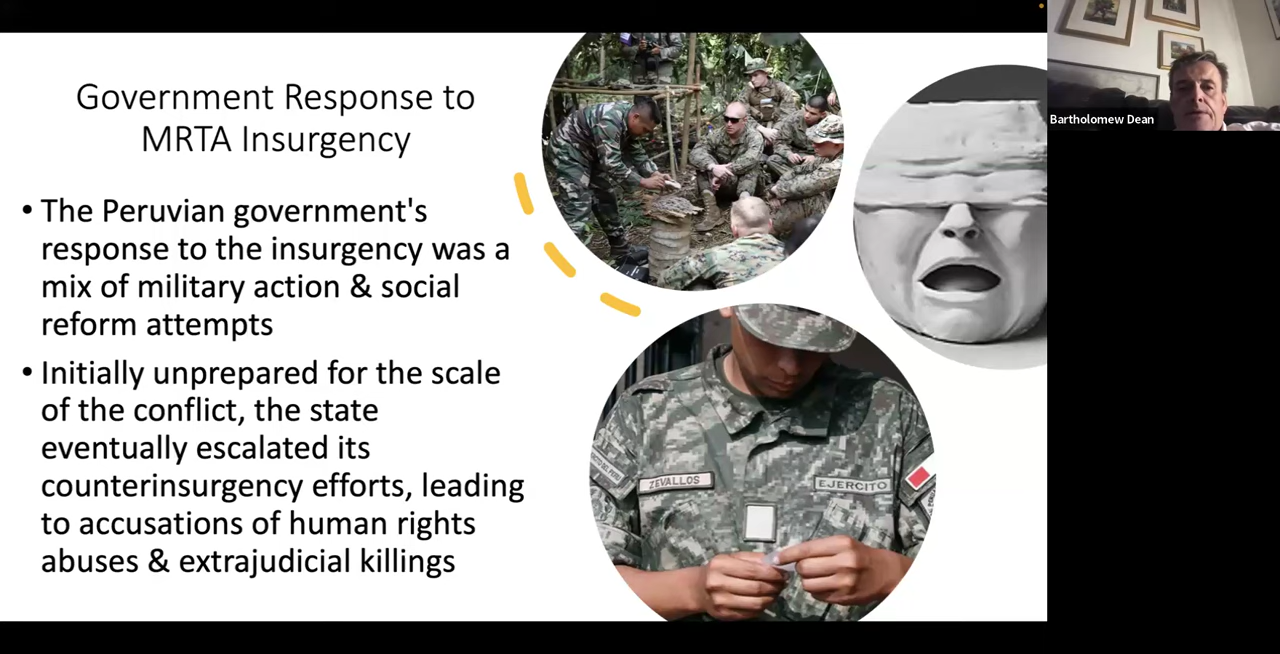 Government Response to
MRTA Insurgency
• The Peruvian government's
response to the insurgency was a
mix of military action & social
reform attempts
• Initially unprepared for the scale
of the conflict, the state
eventually escalated its
counterinsurgency efforts, leading
to accusations of human rights
abuses & extrajudicial killings
ZEVALLOS
EJERCITO
Bartholomew Dean